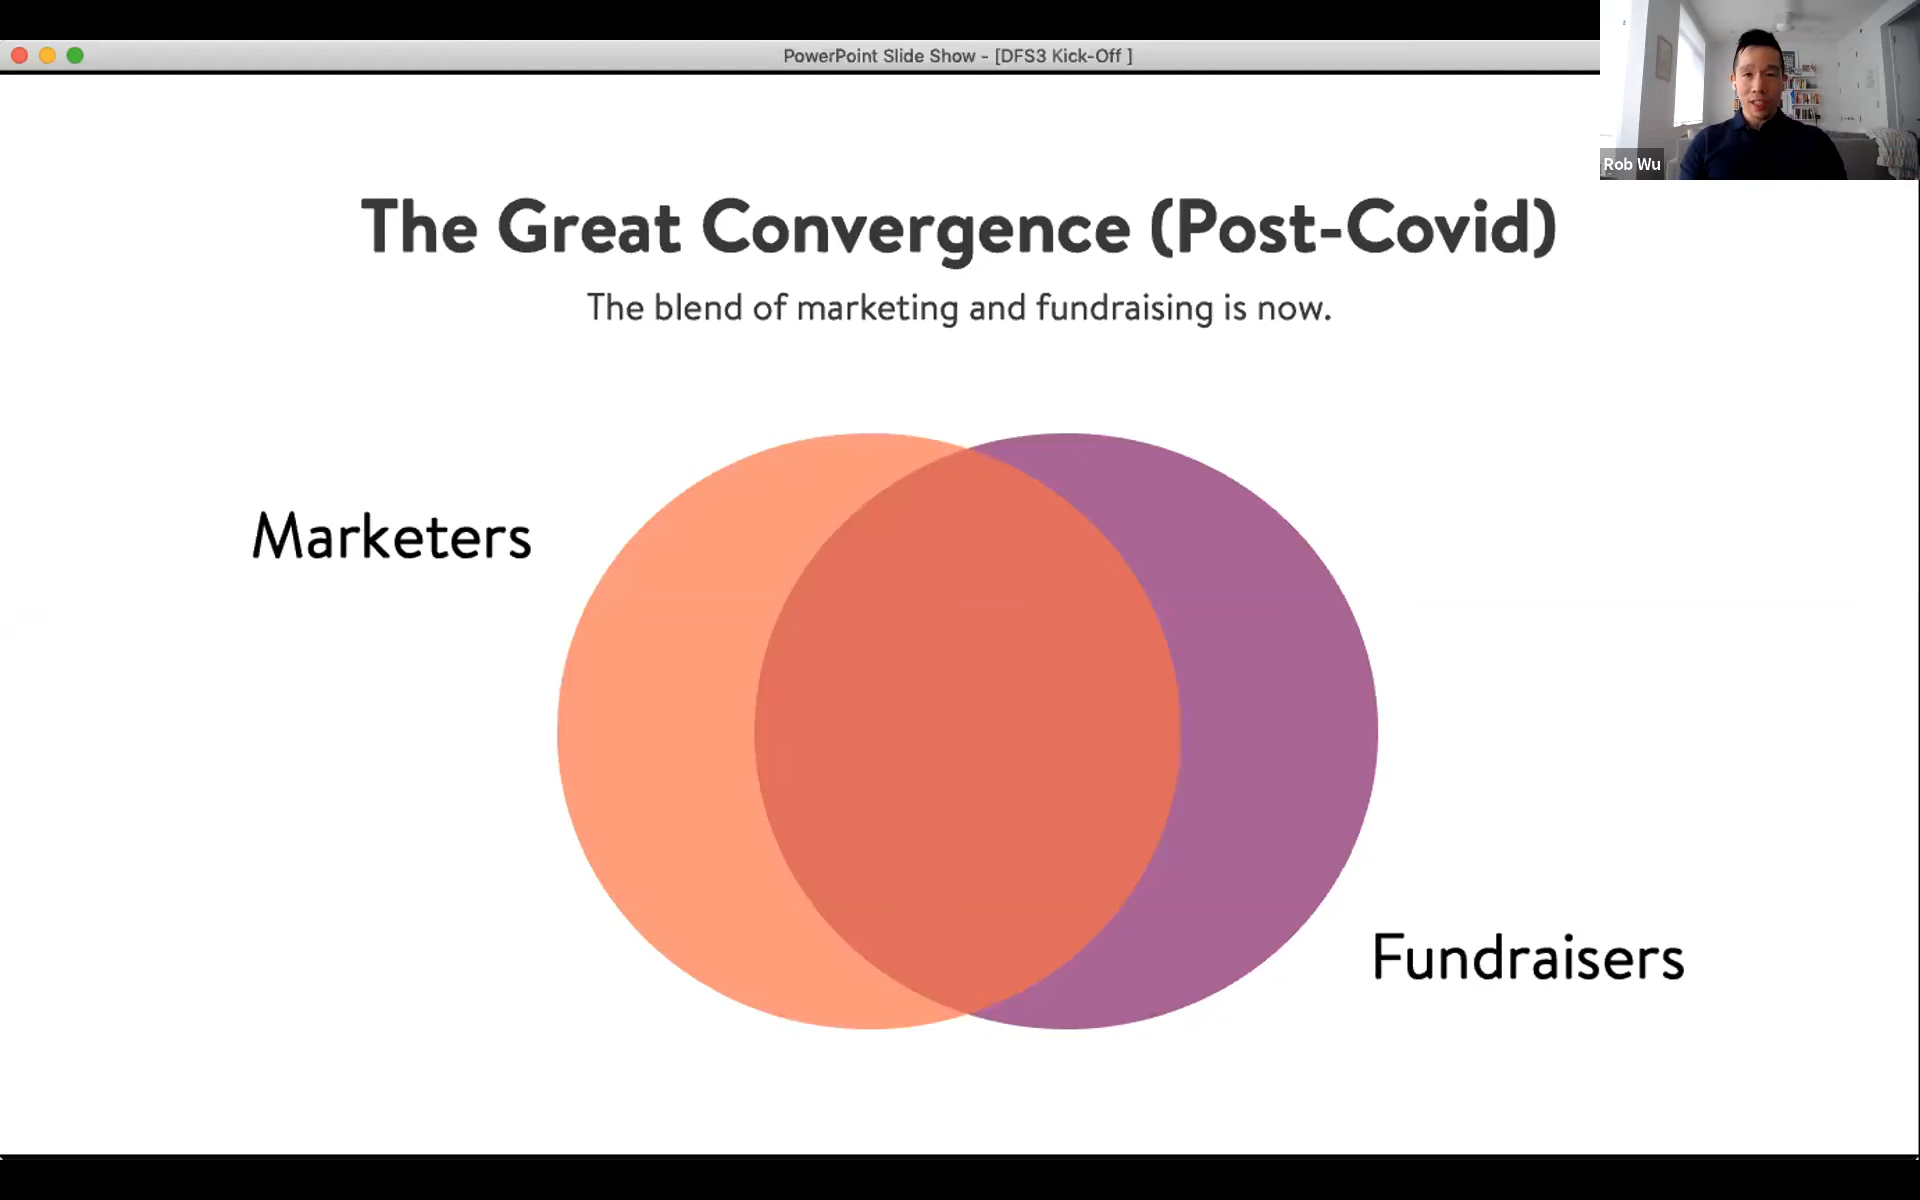 PowerPoint Slide Show - [DFS3 Kick-Off ]
Rob Wu
The Great Convergence (Post-Covid)
The blend of marketing and fundraising is now.
Marketers
Fundraisers